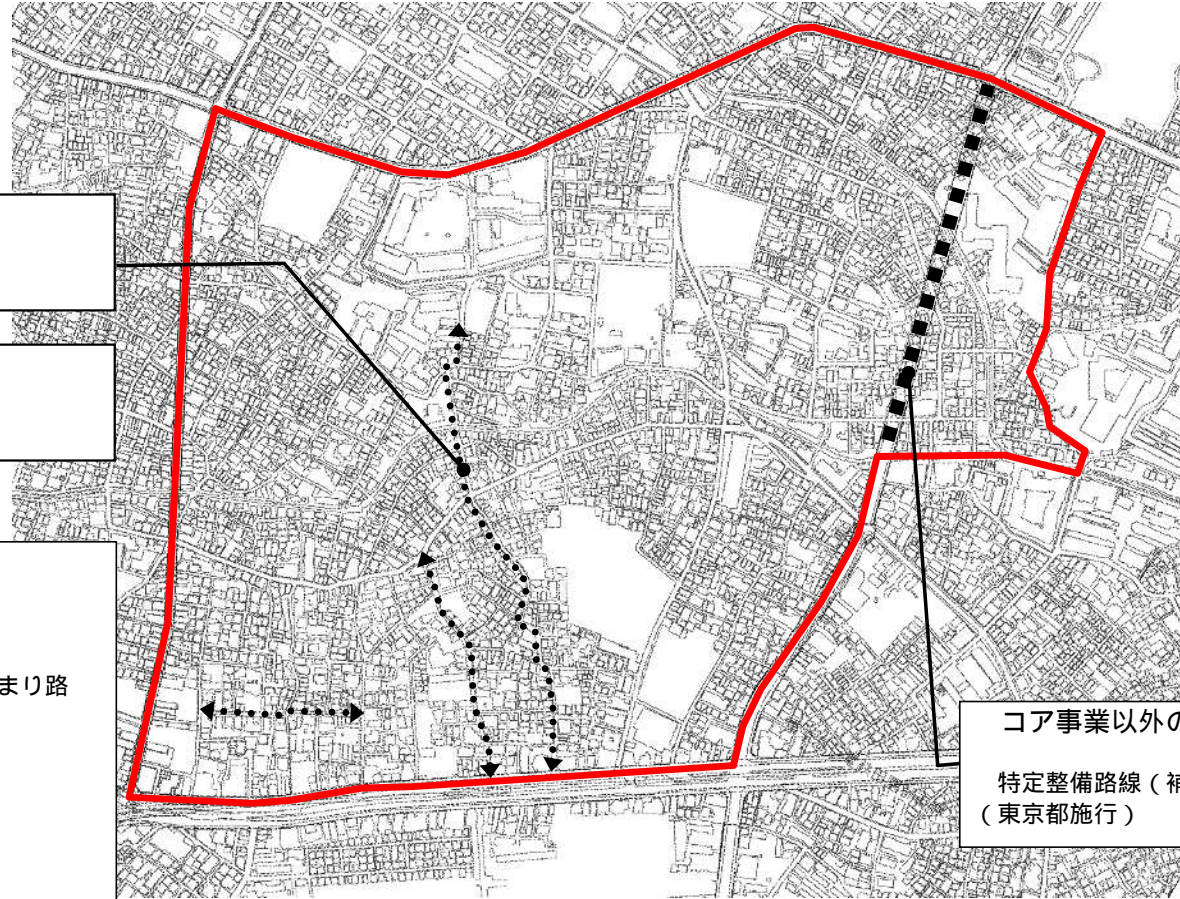 まり路
コア事業以外の
特定整備路線（補
（東京都施行）